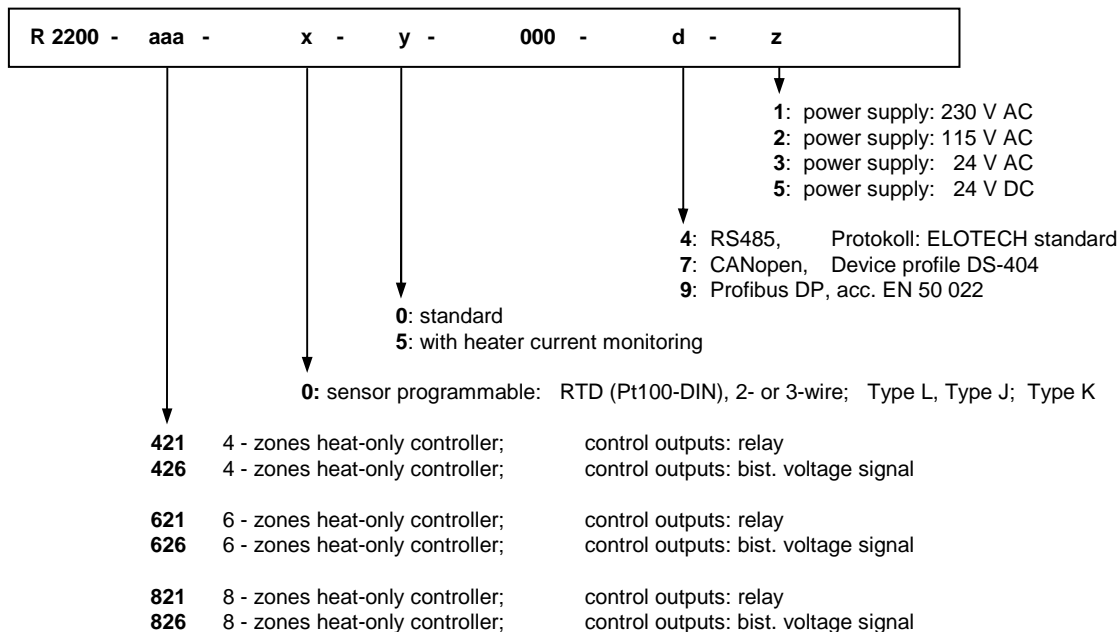 R 2200 - aaa - x - y - 000 - d - z
1: power supply: 230 V AC
2: power supply: 115 V AC
3: power supply: 24 V AC
5: power supply: 24 V DC
4: RS485, Protokoll: ELOTECH standard
7: CANopen, Device profile DS-404
9: Profibus DP, acc. EN 50 022
0: standard
5: with heater current monitoring
0: sensor programmable: RTD (Pt100-DIN), 2- or 3-wire; Type L, Type J; Type K
421 4 - zones heat-only controller; control outputs: relay
426 4 - zones heat-only controller; control outputs: bist. voltage signal
621 6 - zones heat-only controller; control outputs: relay
626 6 - zones heat-only controller; control outputs: bist. voltage signal
821 8 - zones heat-only controller; control outputs: relay
826 8 - zones heat-only controller; control outputs: bist. voltage signal